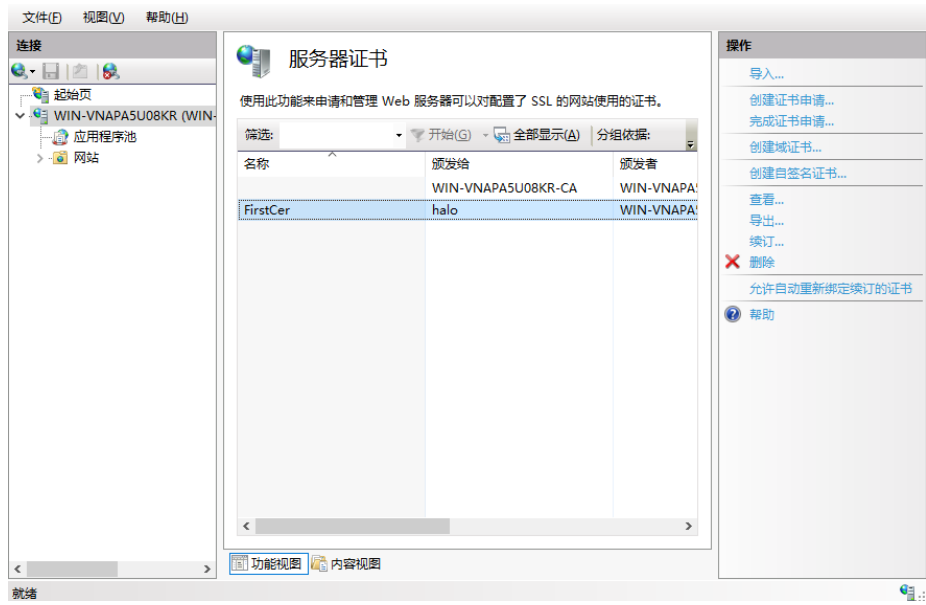 文件(F) 视图(V) 帮助(H)
连接
起始页
WIN-VNAPA5U08KR (WIN-
应用程序池
网站
服务器证书
使用此功能来申请和管理 Web 服务器可以对配置了 SSL 的网站使用的证书。
筛选: 开始(G) 全部显示(A) 分组依据:
名称 颁发给 颁发者
WIN-VNAPA5U08KR-CA WIN-VNAPA5
FirstCer halo WIN-VNAPA5
功能视图 内容视图
操作
导入...
创建证书申请...
完成证书申请...
创建域证书...
创建自签名证书...
查看...
导出...
续订...
删除
允许自动重新绑定续订的证书
帮助
就绪